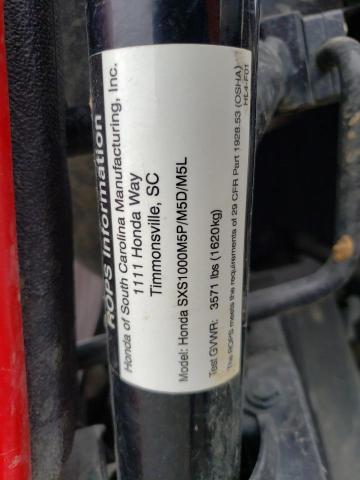 ROPS Information
Honda of South Carolina Manufacturing, Inc.
1111 Honda Way
Timmonsville, SC
Model: Honda SXS1000M5P/M5D/M5L
Test GVWR: 3571 lbs (1620kg)
The ROPS meets the requirements of 29 CFR Part 1928.53 (OSHA)
HL4-F01